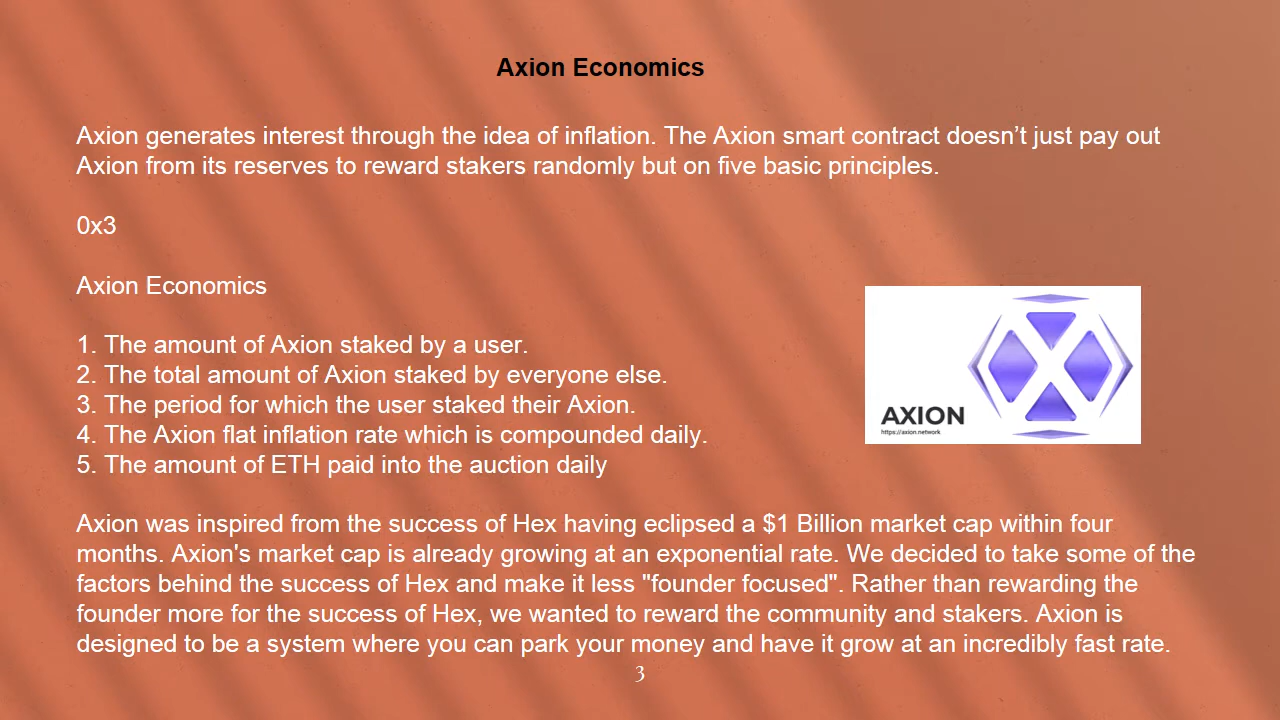 Axion Economics
Axion generates interest through the idea of inflation. The Axion smart contract doesn’t just pay out
Axion from its reserves to reward stakers randomly but on five basic principles.
0x3
Axion Economics
1. The amount of Axion staked by a user.
2. The total amount of Axion staked by everyone else.
3. The period for which the user staked their Axion.
4. The Axion flat inflation rate which is compounded daily.
5. The amount of ETH paid into the auction daily
AXION
https://axion.network
Axion was inspired from the success of Hex having eclipsed a $1 Billion market cap within four
months. Axion's market cap is already growing at an exponential rate. We decided to take some of the
factors behind the success of Hex and make it less "founder focused". Rather than rewarding the
founder more for the success of Hex, we wanted to reward the community and stakers. Axion is
designed to be a system where you can park your money and have it grow at an incredibly fast rate.
3